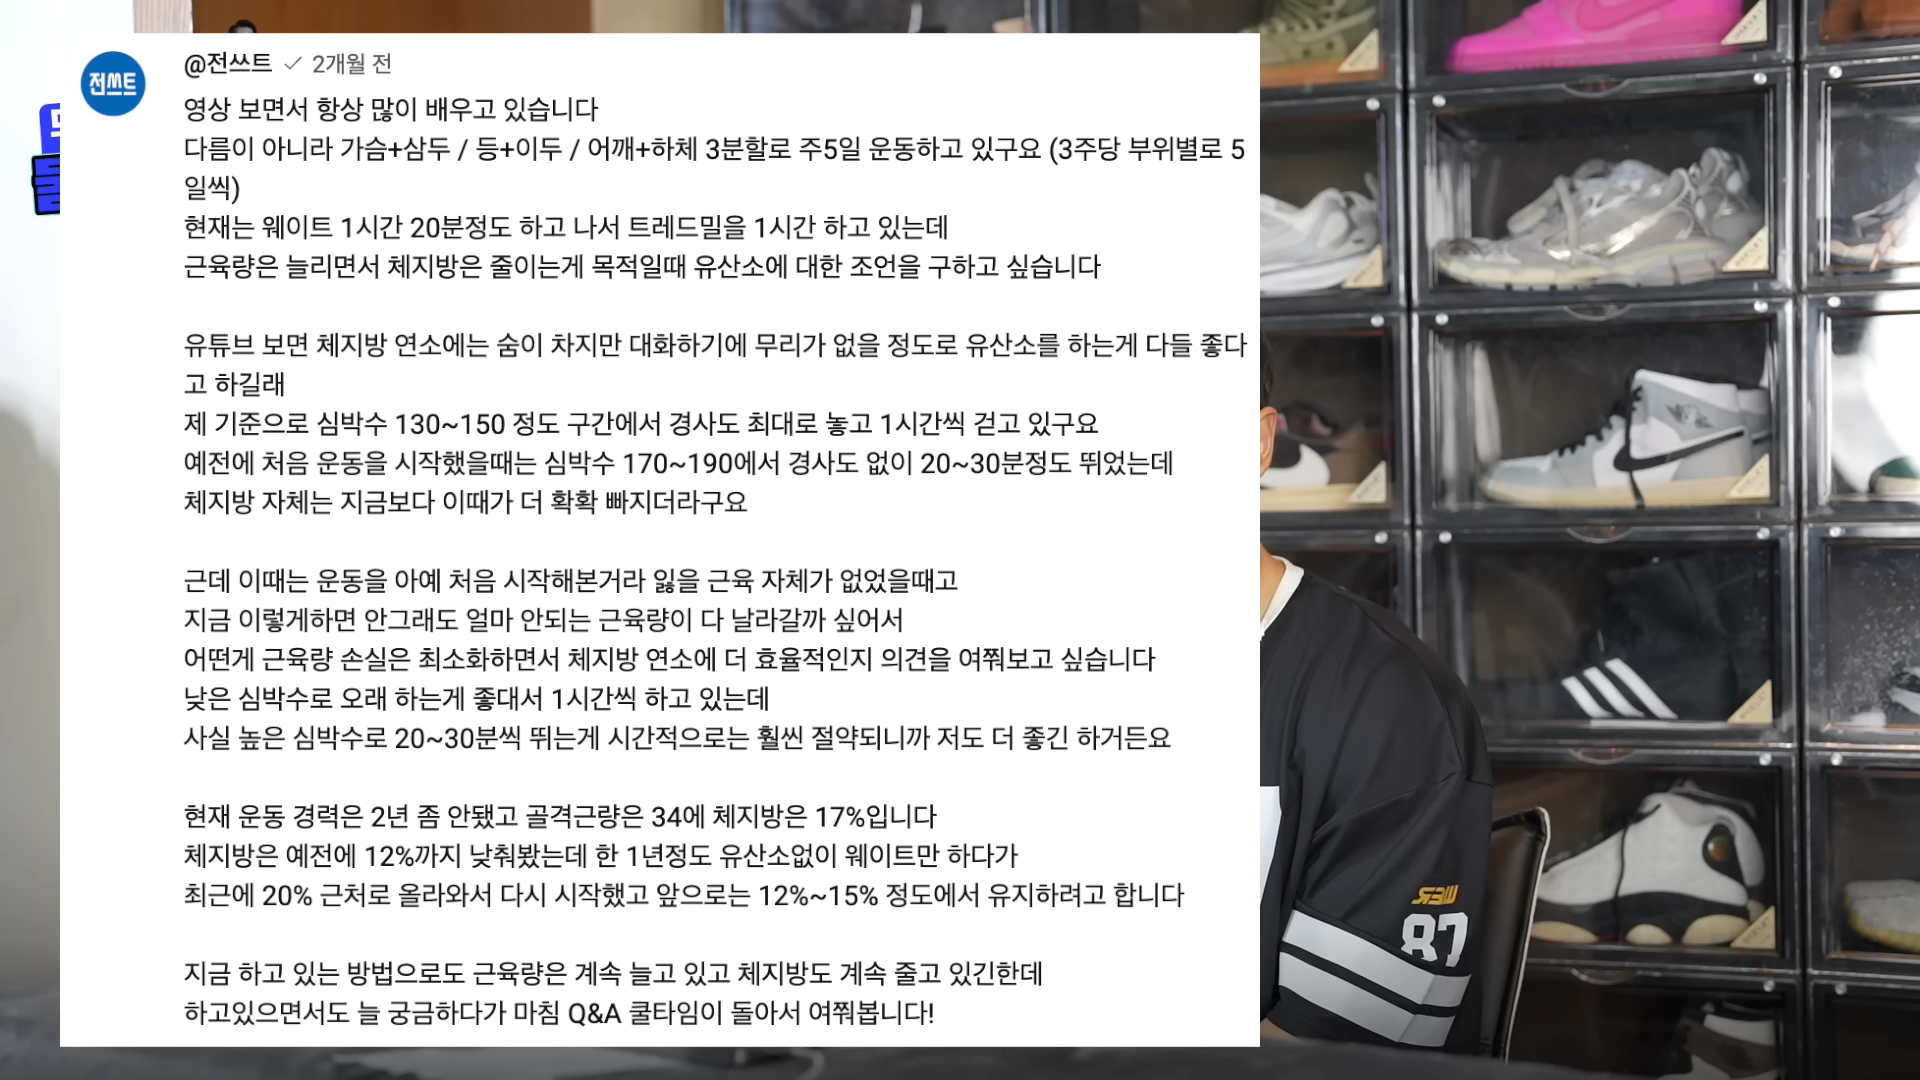 전쓰트
@전쓰트 ✓ 2개월 전
영상 보면서 항상 많이 배우고 있습니다
다름이 아니라 가슴+삼두 / 등+이두 / 어깨+하체 3분할로 주5일 운동하고 있구요 (3주당 부위별로 5
일씩)
현재는 웨이트 1시간 20분정도 하고 나서 트레드밀을 1시간 하고 있는데
근육량은 늘리면서 체지방은 줄이는게 목적일때 유산소에 대한 조언을 구하고 싶습니다
유튜브 보면 체지방 연소에는 숨이 차지만 대화하기에 무리가 없을 정도로 유산소를 하는게 다들 좋다
고 하길래
제 기준으로 심박수 130~150 정도 구간에서 경사도 최대로 놓고 1시간씩 걷고 있구요
예전에 처음 운동을 시작했을때는 심박수 170~190에서 경사도 없이 20~30분정도 뛰었는데
체지방 자체는 지금보다 이때가 더 확확 빠지더라구요
근데 이때는 운동을 아예 처음 시작해본거라 잃을 근육 자체가 없었을때고
지금 이렇게하면 안그래도 얼마 안되는 근육량이 다 날라갈까 싶어서
어떤게 근육량 손실은 최소화하면서 체지방 연소에 더 효율적인지 의견을 여쭤보고 싶습니다
낮은 심박수로 오래 하는게 좋대서 1시간씩 하고 있는데
사실 높은 심박수로 20~30분씩 뛰는게 시간적으로는 훨씬 절약되니까 저도 더 좋긴 하거든요
현재 운동 경력은 2년 좀 안됐고 골격근량은 34에 체지방은 17%입니다
체지방은 예전에 12%까지 낮춰봤는데 한 1년정도 유산소없이 웨이트만 하다가
최근에 20% 근처로 올라와서 다시 시작했고 앞으로는 12%~15% 정도에서 유지하려고 합니다
지금 하고 있는 방법으로도 근육량은 계속 늘고 있고 체지방도 계속 줄고 있긴한데
하고있으면서도 늘 궁금하다가 마침 Q&A 쿨타임이 돌아서 여쭤봅니다!
87